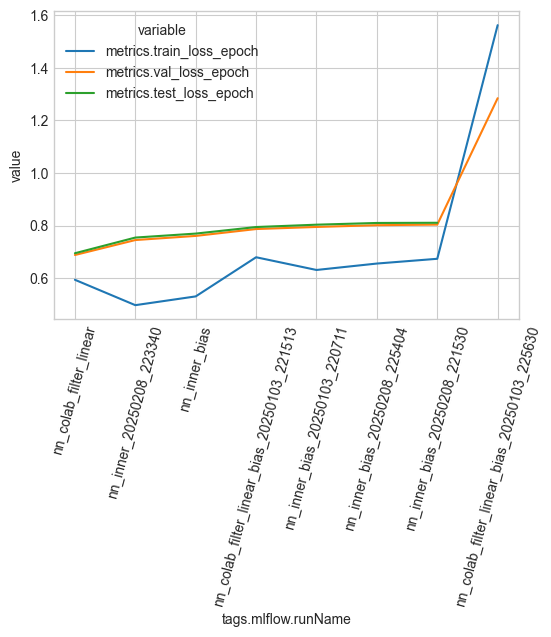 variable
metrics.train_loss_epoch
metrics.val_loss_epoch
metrics.test_loss_epoch
value
1.6
1.4
1.2
1.0
0.8
0.6
nn_colab_filter_linear
nn_inner_20250208_223340
nn_inner_bias
nn_colab_filter_linear_bias_20250103_221513
nn_inner_bias_20250103_220711
nn_inner_bias_20250208_225404
nn_inner_bias_20250208_221530
nn_colab_filter_linear_bias_20250103_225630
tags.mlflow.runName